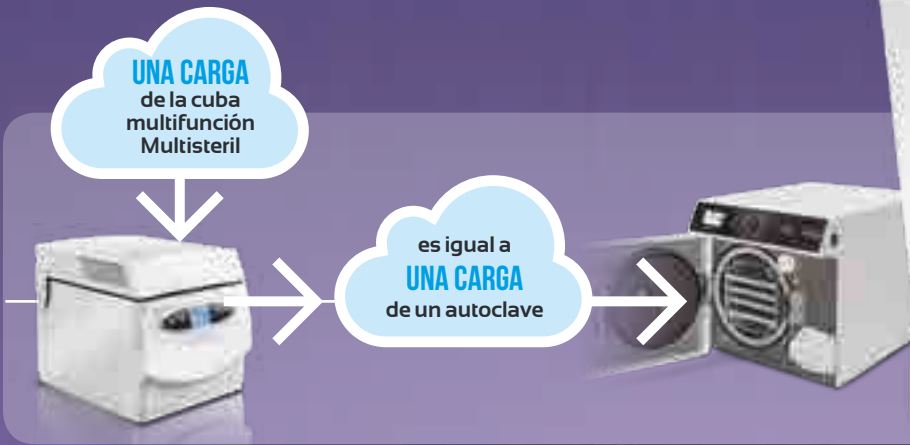 UNA CARGA
de la cuba
multifunción
Multisteril
es igual a
UNA CARGA
de un autoclave